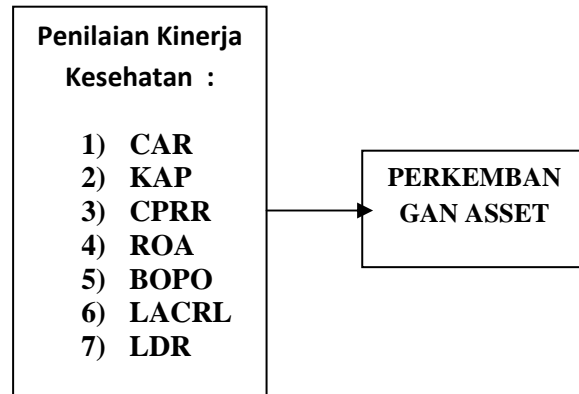 Penilaian Kinerja
Kesehatan :
1) CAR
2) KAP
3) CPRR
4) ROA
5) BOPO
6) LACRL
7) LDR
PERKEMBAN
GAN ASSET